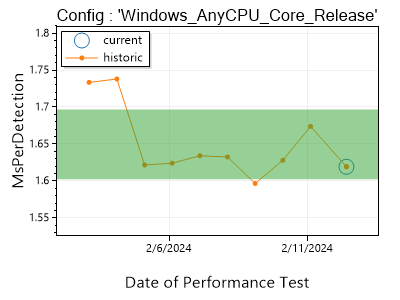 Config : 'Windows_AnyCPU_Core_Release'
current
historic
1.8
1.75
1.7
1.65
1.6
1.55
MsPerDetection
2/6/2024
2/11/2024
Date of Performance Test